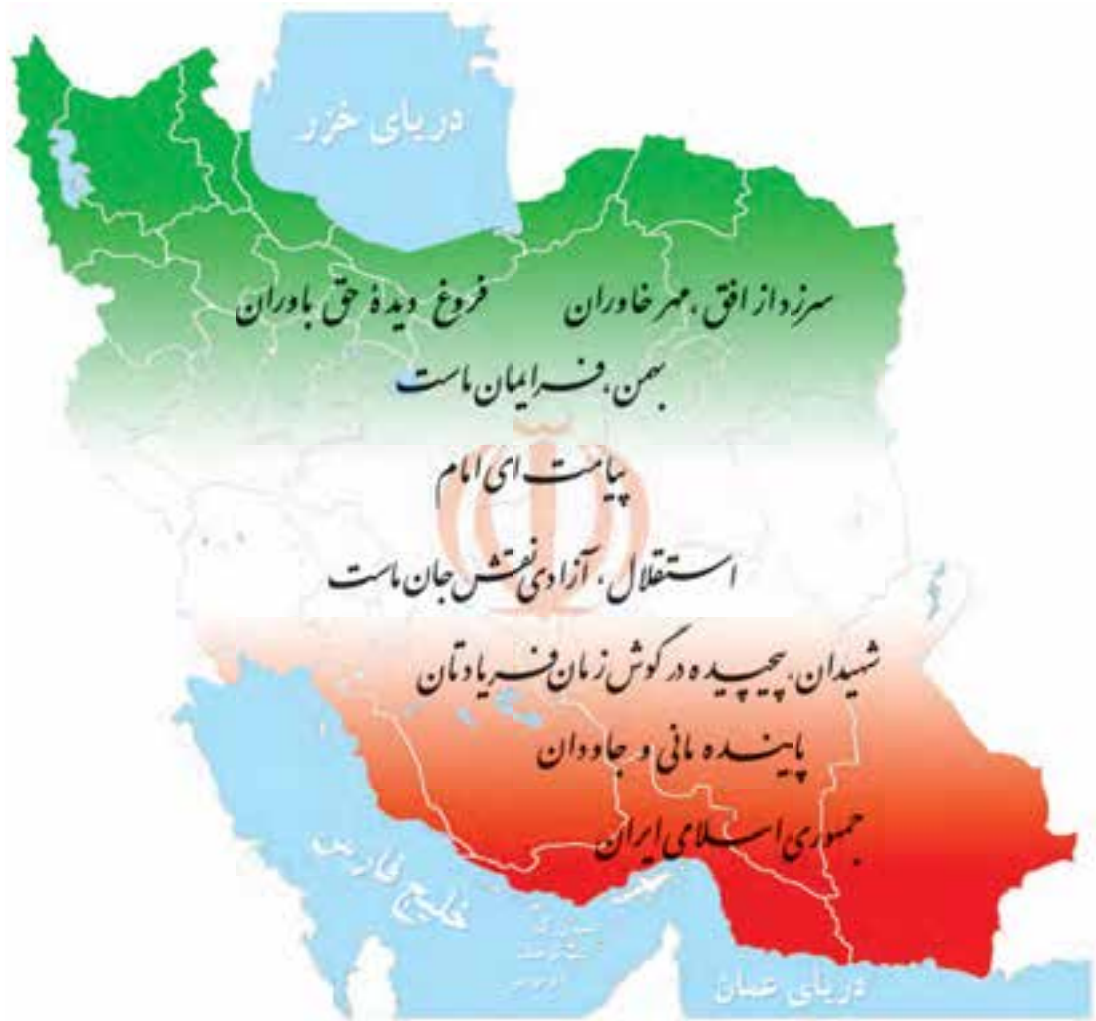 دریای خزر
سرزد از افق، مهر خاوران فروغ دیدهٔ حق باوران
بهمن، فر ایمان ماست
پیامت ای امام
استقلال، آزادی نقش جان ماست
شهیدان، پیچیده در گوش زمان فریادتان
پاینده مانی و جاودان
جمهوری اسلامی ایران
خلیج فارس
دریای عمان